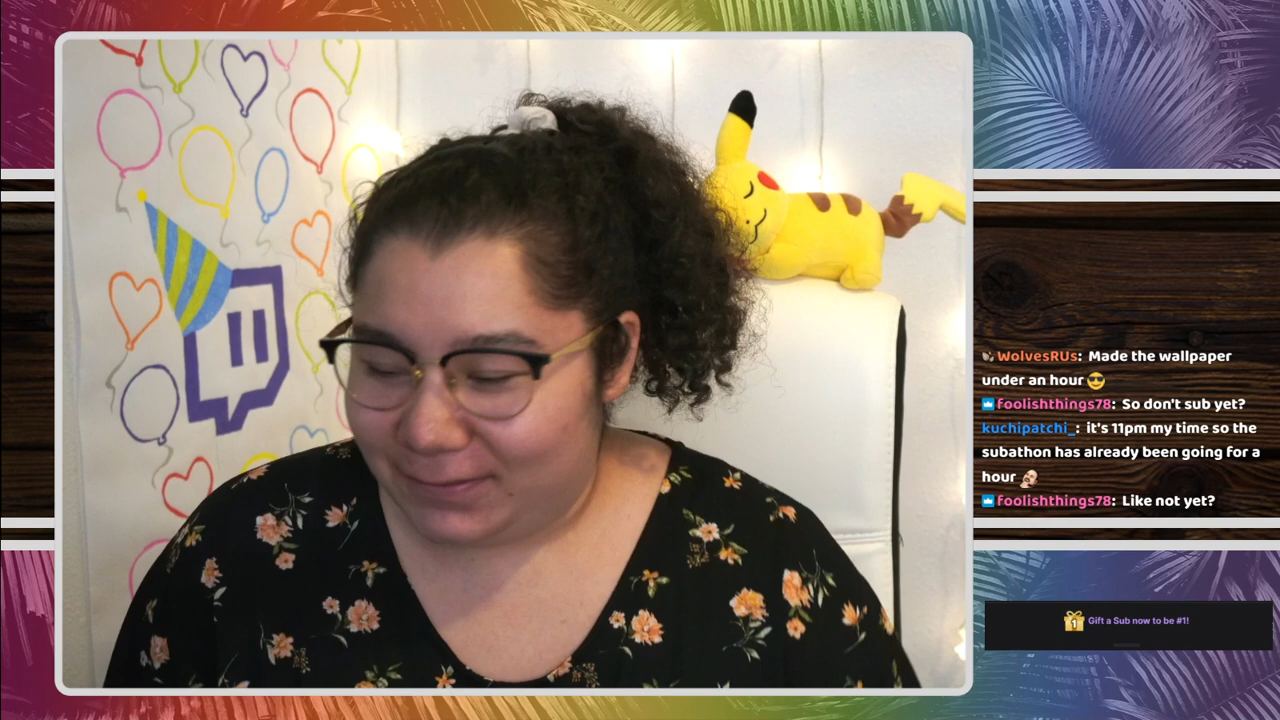 WolvesRUs: Made the wallpaper
under an hour
foolishthings78: So don't sub yet?
kuchipatchi_: it's 11pm my time so the
subathon has already been going for a
hour
foolishthings78: Like not yet?
1
Gift a Sub now to be #1!